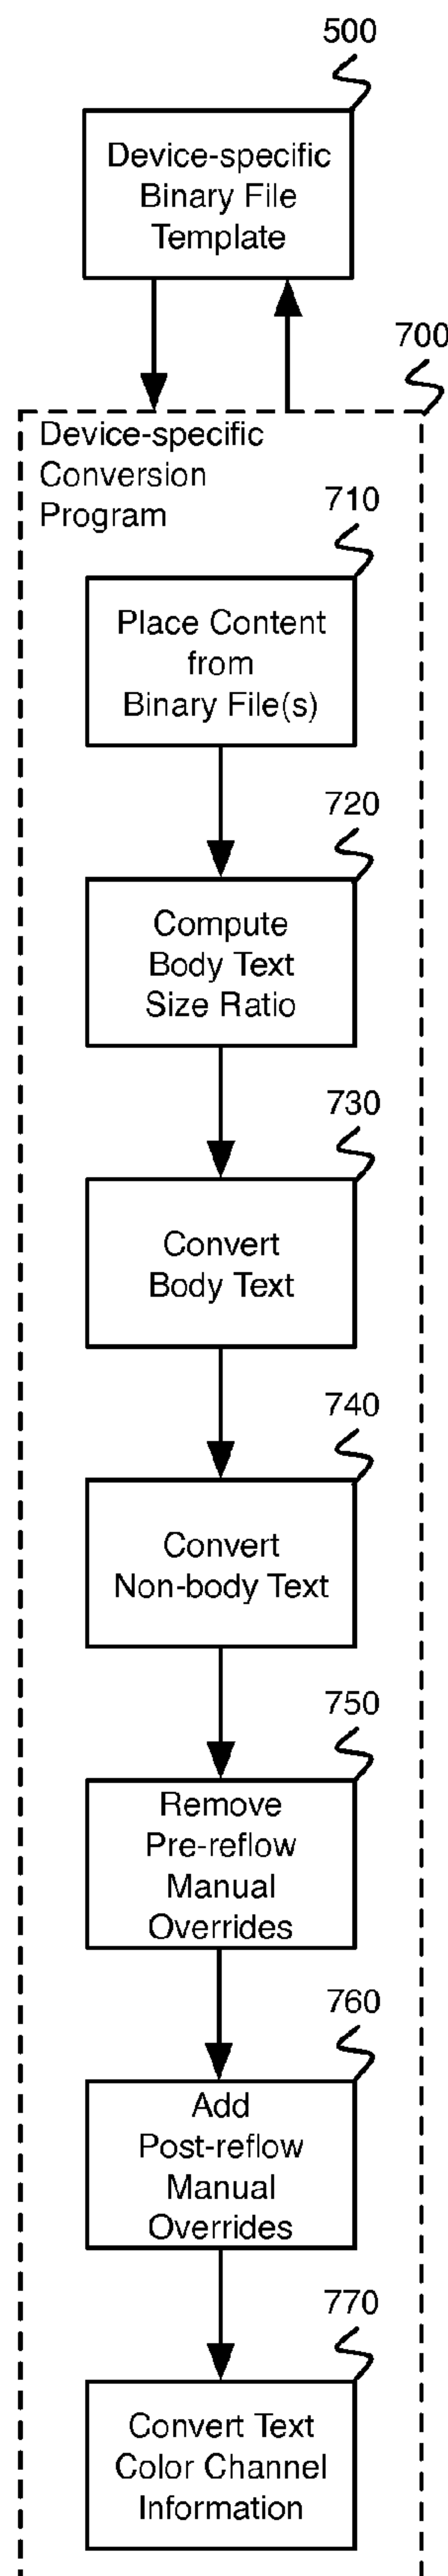 500
Device-specific
Binary File
Template
700
Device-specific
Conversion
Program
710
Place Content
from
Binary File(s)
720
Compute
Body Text
Size Ratio
730
Convert
Body Text
740
Convert
Non-body Text
750
Remove
Pre-reflow
Manual
Overrides
760
Add
Post-reflow
Manual
Overrides
770
Convert Text
Color Channel
Information